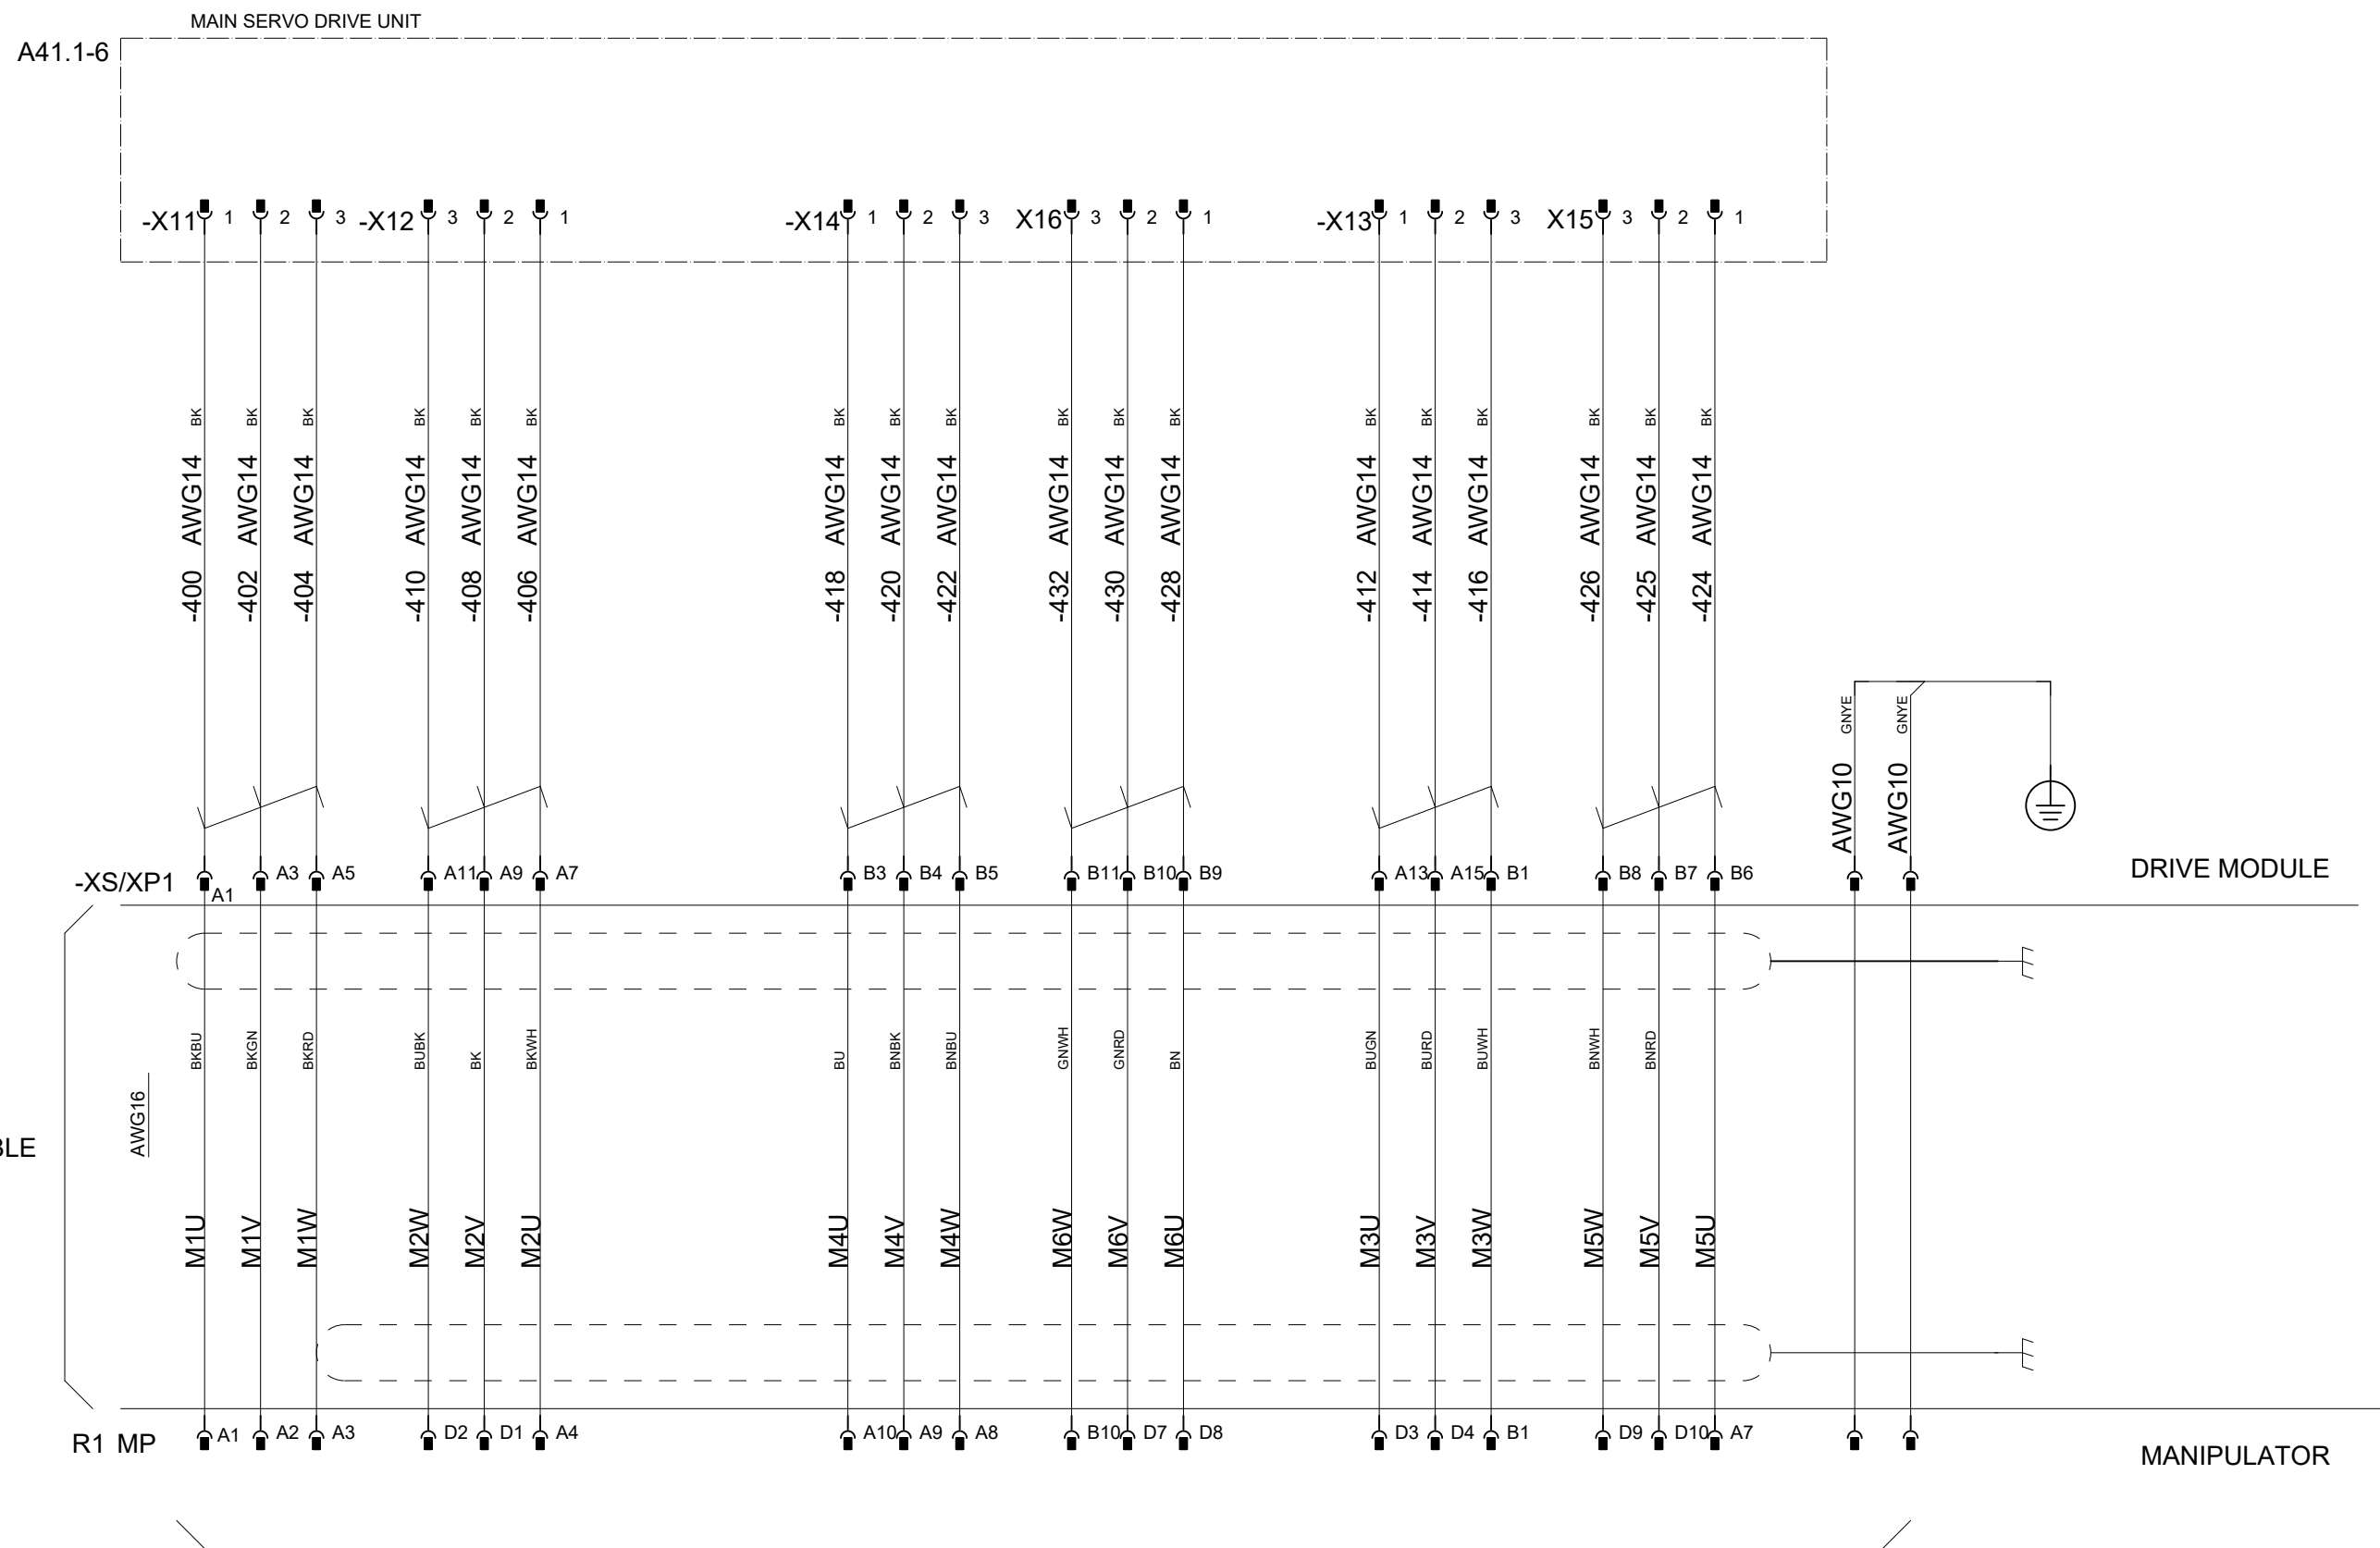 MAIN SERVO DRIVE UNIT
A41.1-6
-X11 1 2 3 -X12 3 2 1 -X14 1 2 3 X16 3 2 1 -X13 1 2 3 X15 3 2 1
BK BK BK BK BK BK BK BK BK BK BK BK BK BK BK BK BK BK
AWG14 AWG14 AWG14 AWG14 AWG14 AWG14 AWG14 AWG14 AWG14 AWG14 AWG14 AWG14 AWG14 AWG14 AWG14 AWG14 AWG14 AWG14
-400 -402 -404 -410 -408 -406 -418 -420 -422 -432 -430 -428 -412 -414 -416 -426 -425 -424
GNYE GNYE
AWG10 AWG10
-XS/XP1 A1 A3 A5 A11 A9 A7 B3 B4 B5 B11 B10 B9 A13 A15 B1 B8 B7 B6 DRIVE MODULE
BKBU BKGN BKRD BUBK BK BKWH BU BNBK BNBU GNWH GNRD BN BUGN BURD BUWH BNWH BNRD
AWG16
BLE
M1U M1V M1W M2W M2V M2U M4U M4V M4W M6W M6V M6U M3U M3V M3W M5W M5V M5U
R1 MP A1 A2 A3 D2 D1 A4 A10 A9 A8 B10 D7 D8 D3 D4 B1 D9 D10 A7 MANIPULATOR